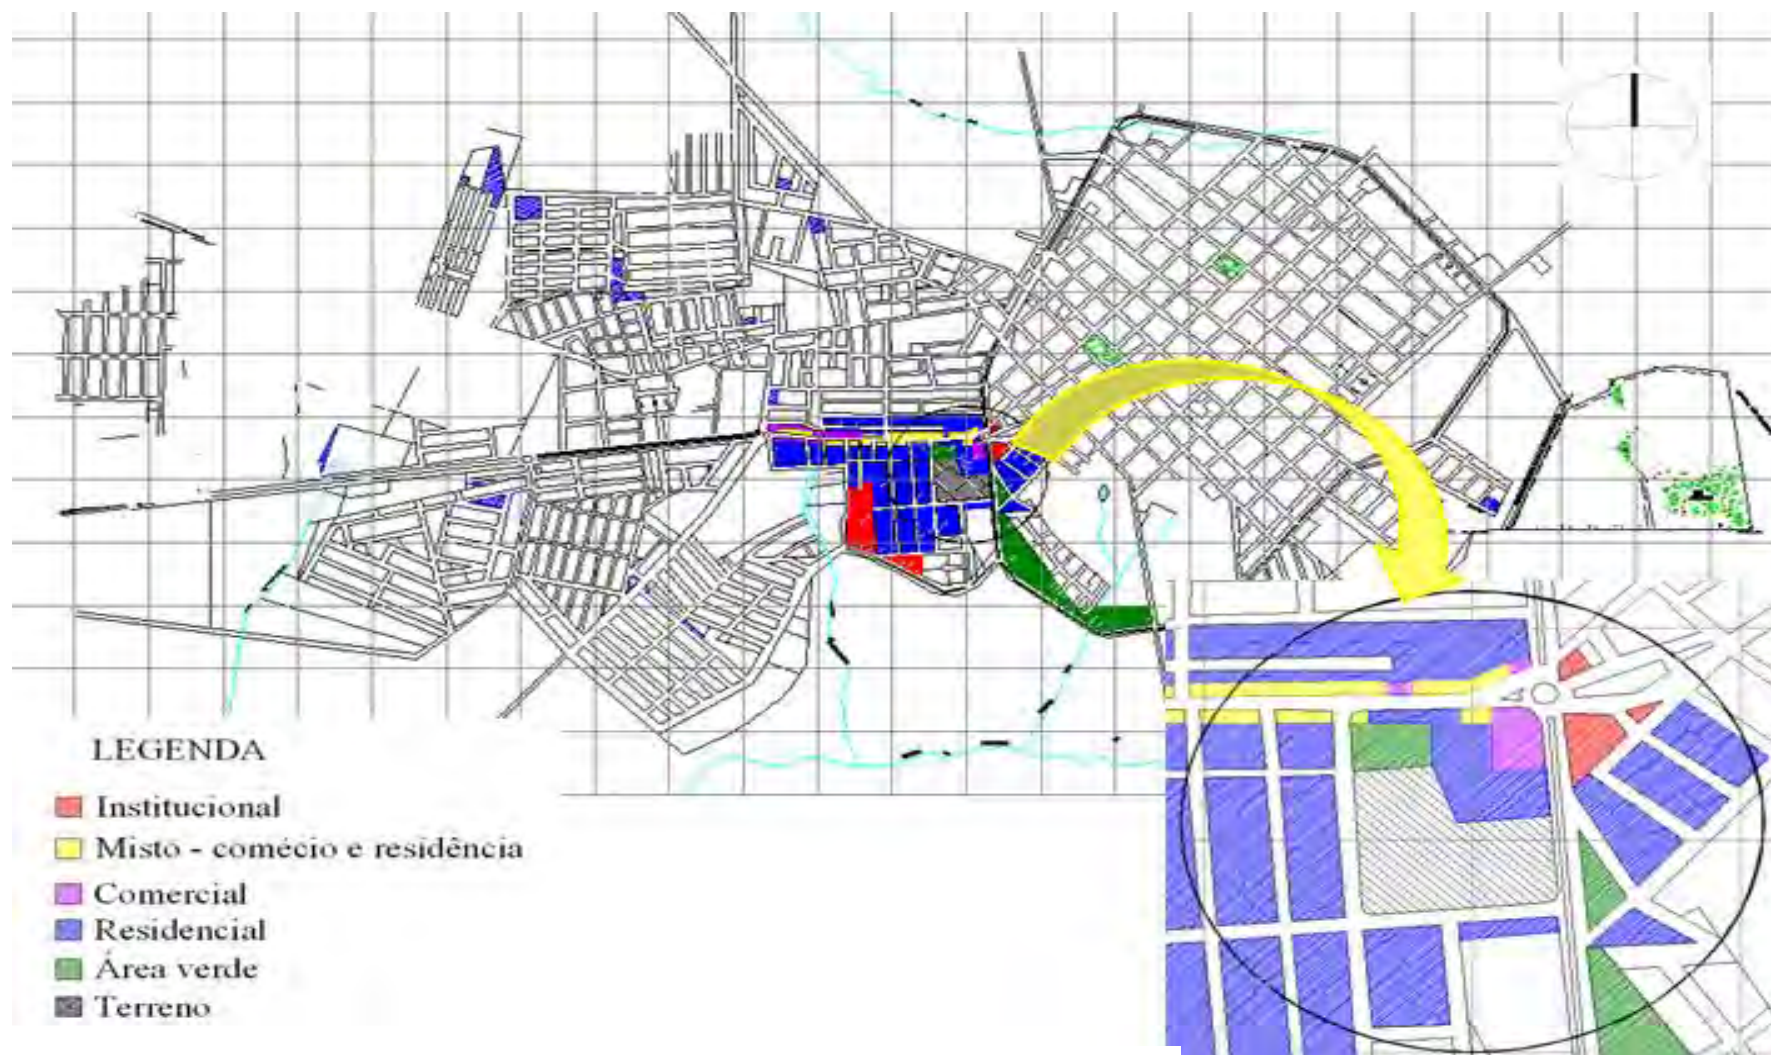 LEGENDA
Institucional
Misto - comécio e residência
Comercial
Residencial
Área verde
Terreno